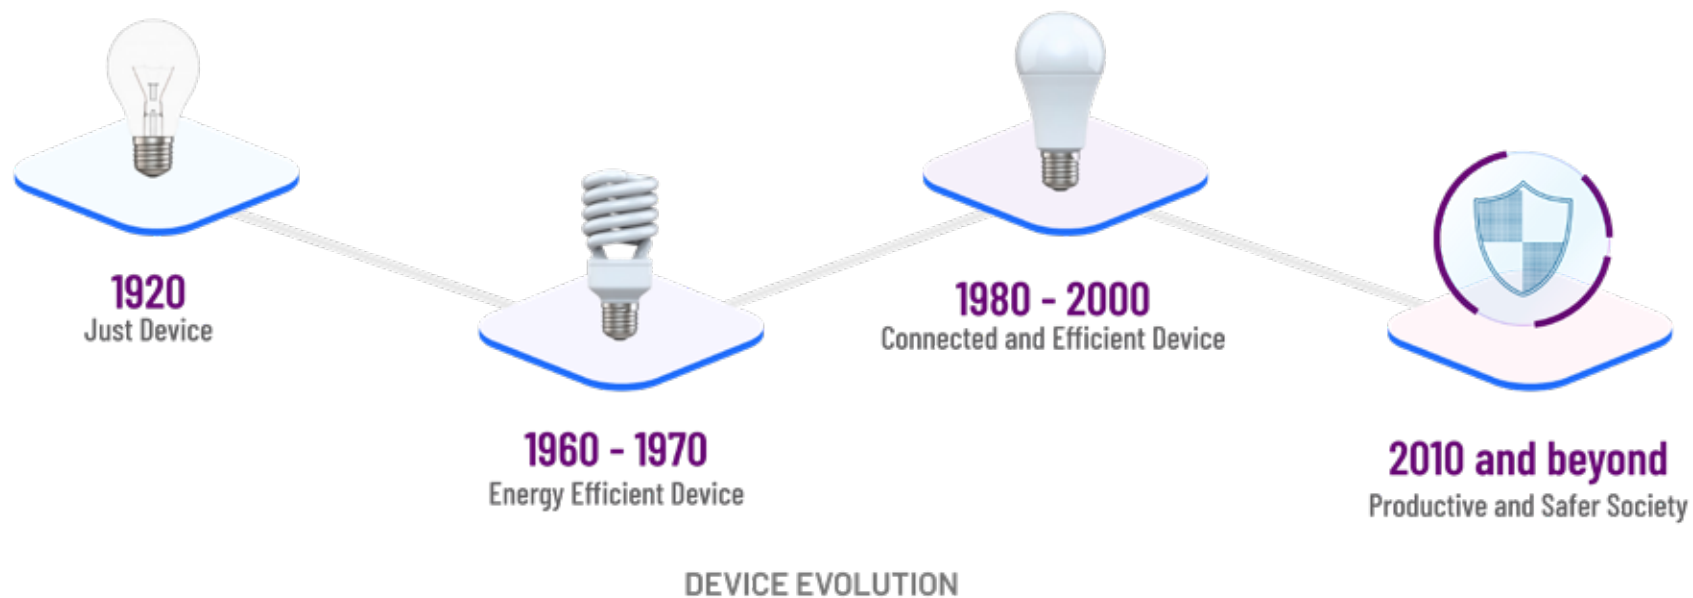 1920
Just Device
1960 - 1970
Energy Efficient Device
1980 - 2000
Connected and Efficient Device
2010 and beyond
Productive and Safer Society
DEVICE EVOLUTION